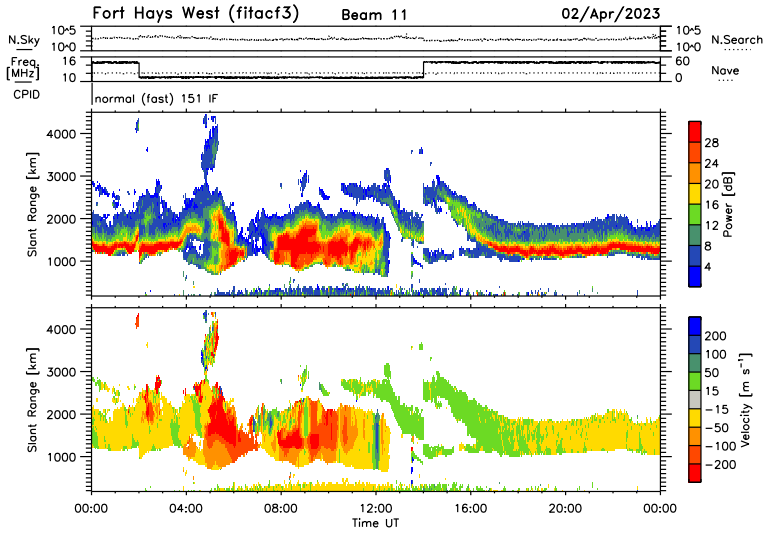 Fort Hays West (fitacf3) Beam 11 02/Apr/2023
10^5 10^5
N.Sky N.Search
10^0 10^0
Freq. 16 60
[MHz] Nave
10 0
CPID normal (fast) 151 IF
4000
3000
2000
1000
Slant Range [km]
28
24
20
16
12
8
4
Power [dB]
4000
3000
2000
1000
Slant Range [km]
200
100
50
15
-15
-50
-100
-200
Velocity [m s⁻¹]
00:00 04:00 08:00 12:00 16:00 20:00 00:00
Time UT